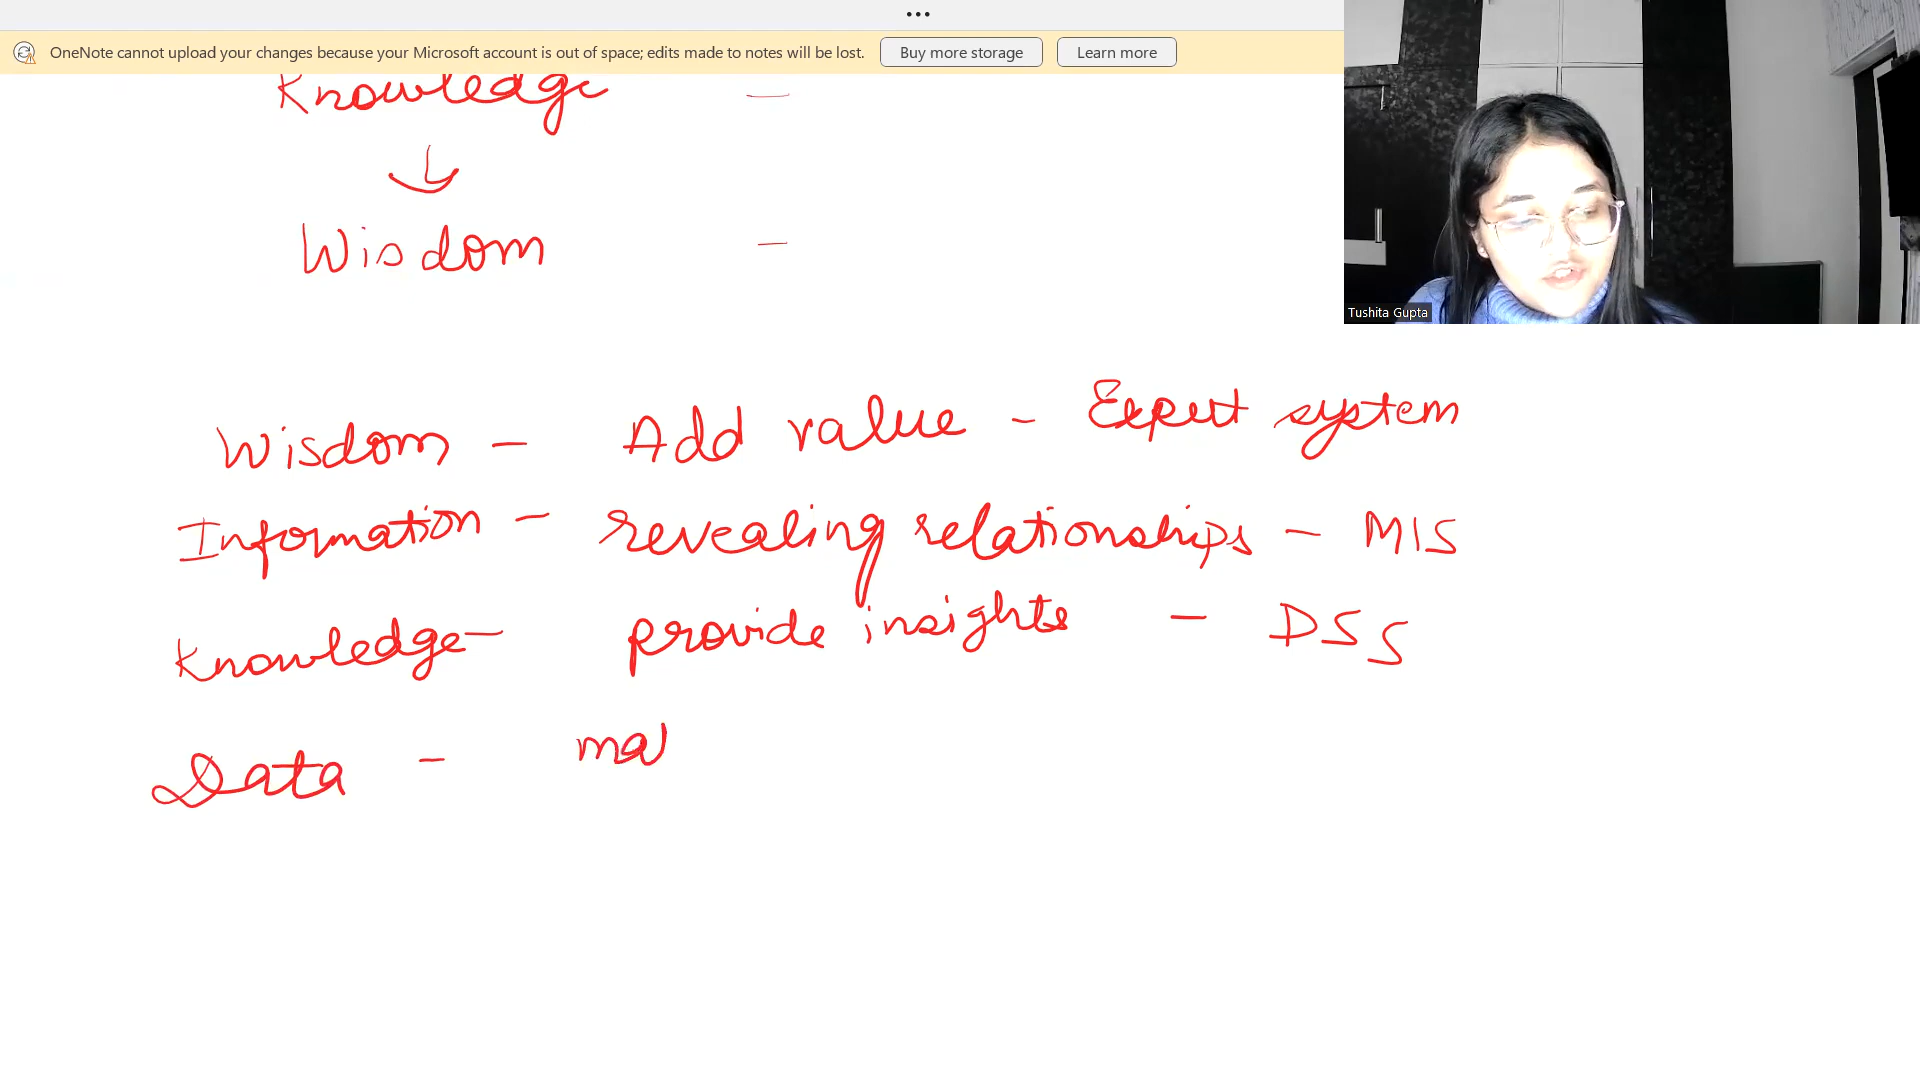 OneNote cannot upload your changes because your Microsoft account is out of space; edits made to notes will be lost. Buy more storage Learn more
Knowledge -
Wisdom -
Tushita Gupta
Wisdom - Add value - Expert system
Information - revealing relationships - MIS
Knowledge - provide insights - DSS
Data - ma